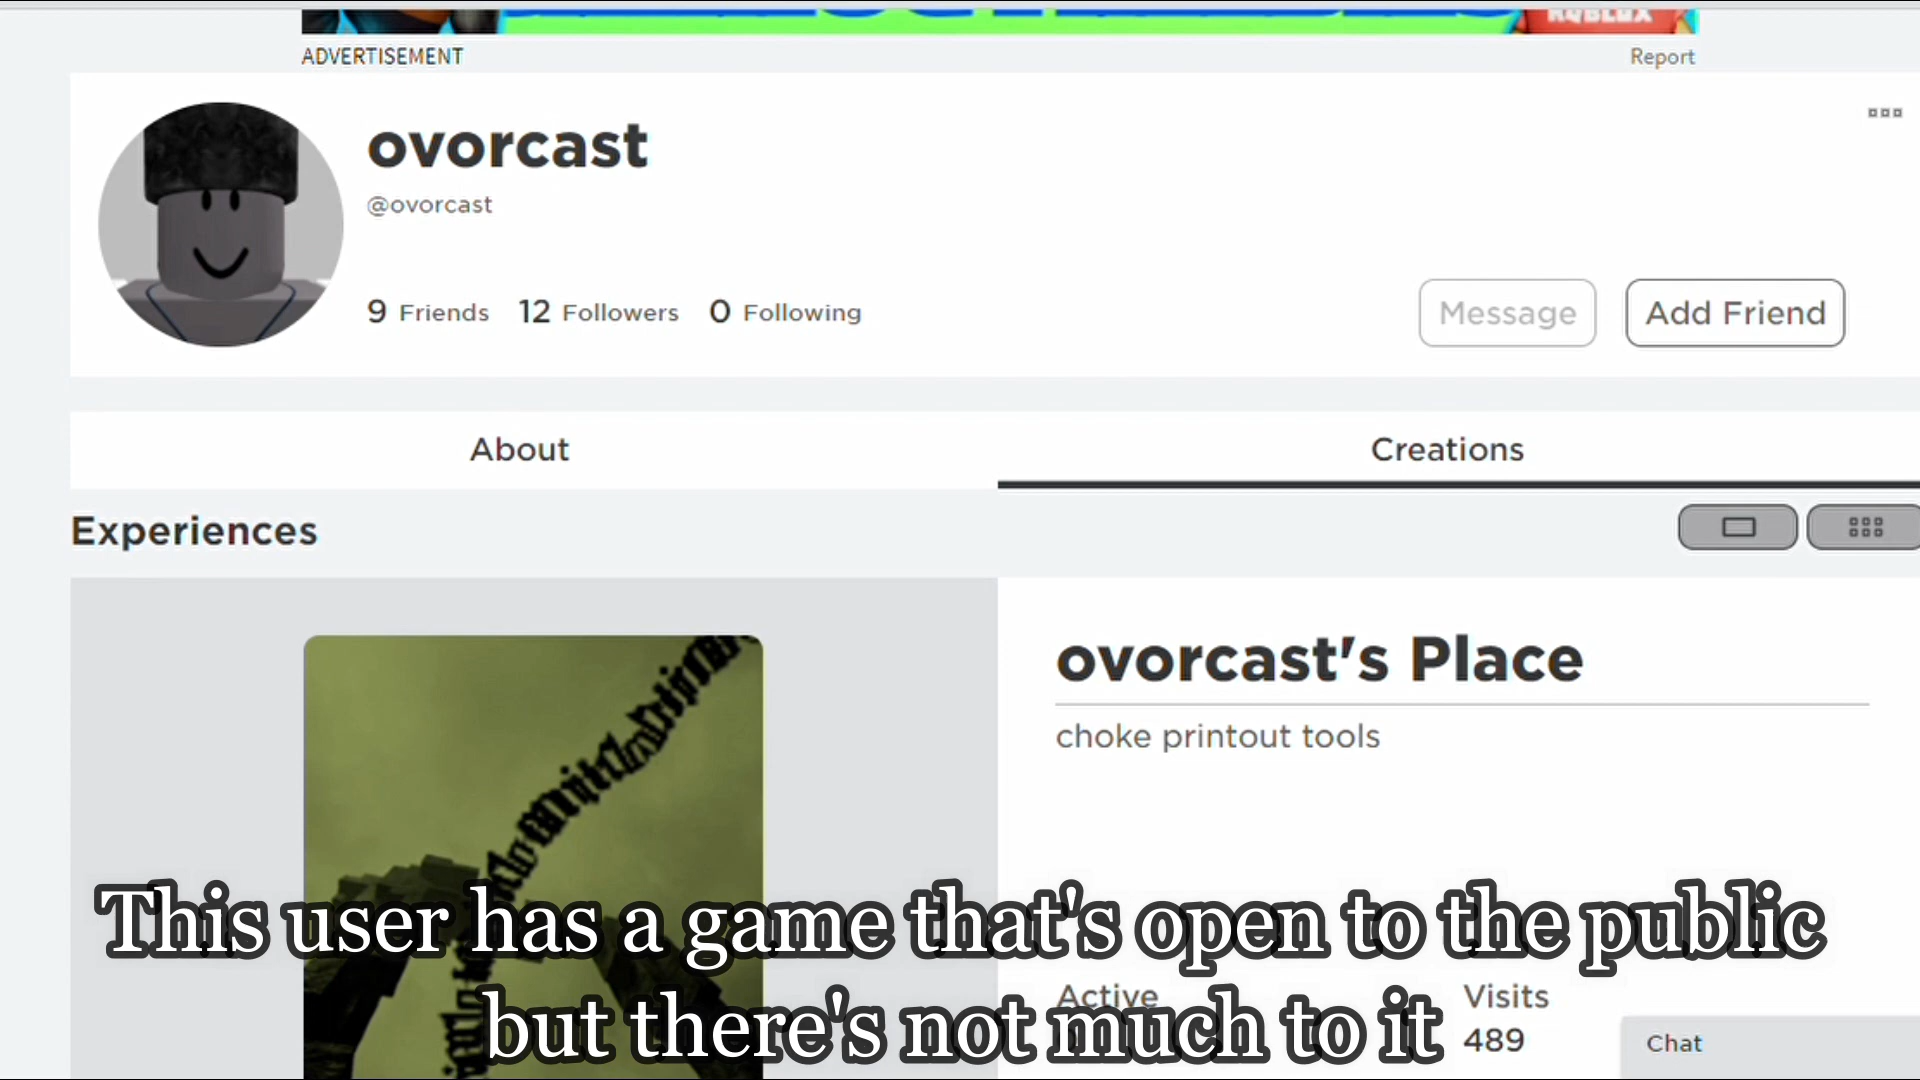 ROBLOX
ADVERTISEMENT
Report
ovorcast
@ovorcast
9 Friends 12 Followers 0 Following
Message
Add Friend
About
Creations
Experiences
ovorcast's Place
choke printout tools
This user has a game that's open to the public
but there's not much to it
Active
Visits
489
Chat